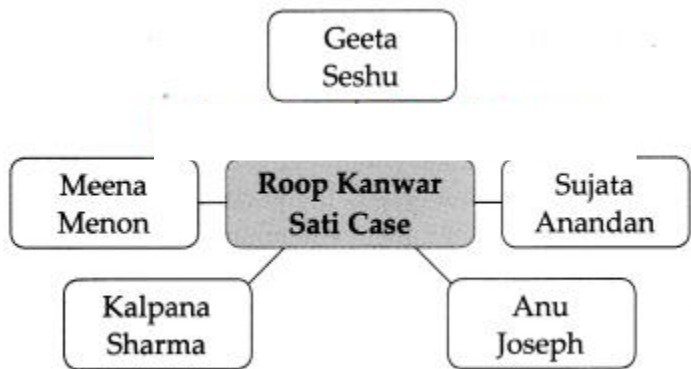 Geeta
Seshu
Meena
Menon
Roop Kanwar
Sati Case
Sujata
Anandan
Kalpana
Sharma
Anu
Joseph